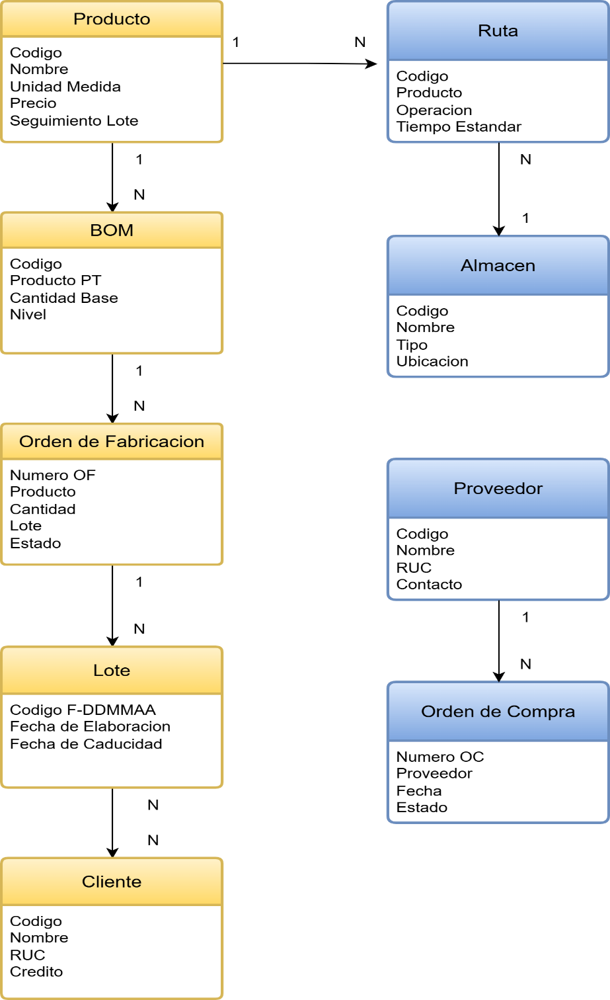 Producto
Codigo
Nombre
Unidad Medida
Precio
Seguimiento Lote
1
N
Ruta
Codigo
Producto
Operacion
Tiempo Estandar
1
N
N
1
BOM
Codigo
Producto PT
Cantidad Base
Nivel
Almacen
Codigo
Nombre
Tipo
Ubicacion
1
N
Orden de Fabricacion
Numero OF
Producto
Cantidad
Lote
Estado
Proveedor
Codigo
Nombre
RUC
Contacto
1
N
1
N
Lote
Codigo F-DDMMAA
Fecha de Elaboracion
Fecha de Caducidad
Orden de Compra
Numero OC
Proveedor
Fecha
Estado
N
N
Cliente
Codigo
Nombre
RUC
Credito